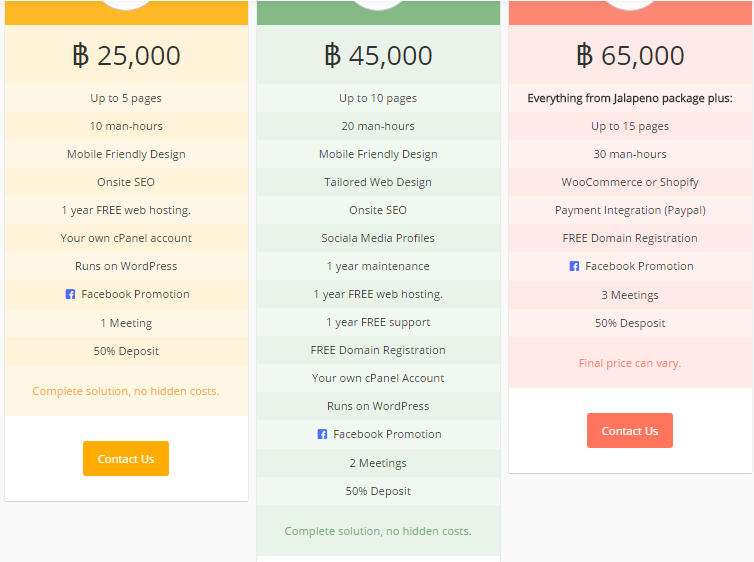 ฿ 25,000
Up to 5 pages
10 man-hours
Mobile Friendly Design
Onsite SEO
1 year FREE web hosting.
Your own cPanel account
Runs on WordPress
Facebook Promotion
1 Meeting
50% Deposit
Complete solution, no hidden costs.
Contact Us
฿ 45,000
Up to 10 pages
20 man-hours
Mobile Friendly Design
Tailored Web Design
Onsite SEO
Sociala Media Profiles
1 year maintenance
1 year FREE web hosting.
1 year FREE support
FREE Domain Registration
Your own cPanel Account
Runs on WordPress
Facebook Promotion
2 Meetings
50% Deposit
Complete solution, no hidden costs.
฿ 65,000
Everything from Jalapeno package plus:
Up to 15 pages
30 man-hours
WooCommerce or Shopify
Payment Integration (Paypal)
FREE Domain Registration
Facebook Promotion
3 Meetings
50% Desposit
Final price can vary.
Contact Us